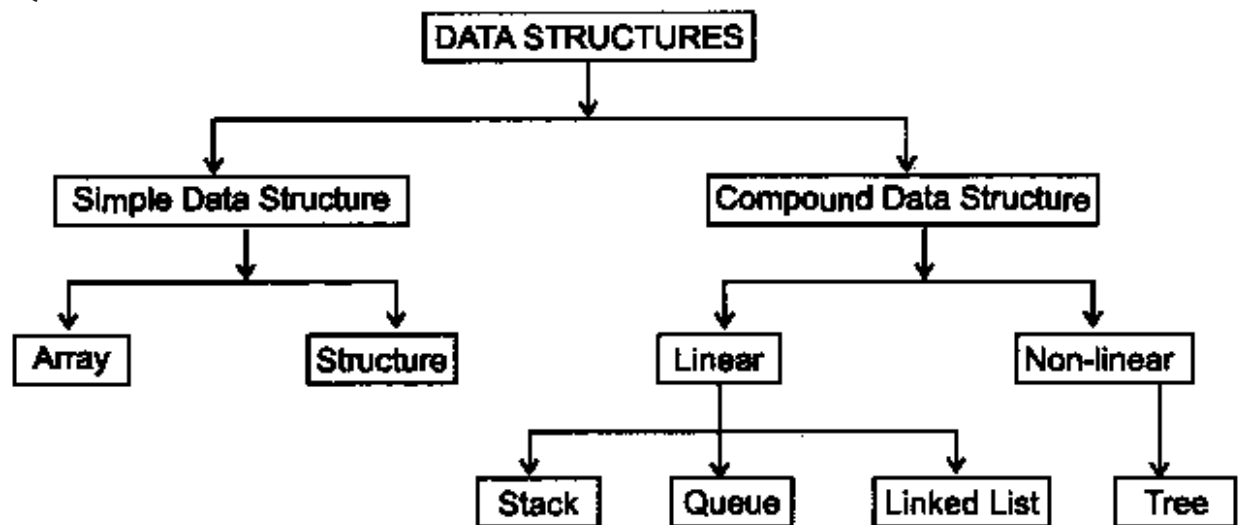 DATA STRUCTURES
Simple Data Structure
Compound Data Structure
Array
Structure
Linear
Non-linear
Stack
Queue
Linked List
Tree